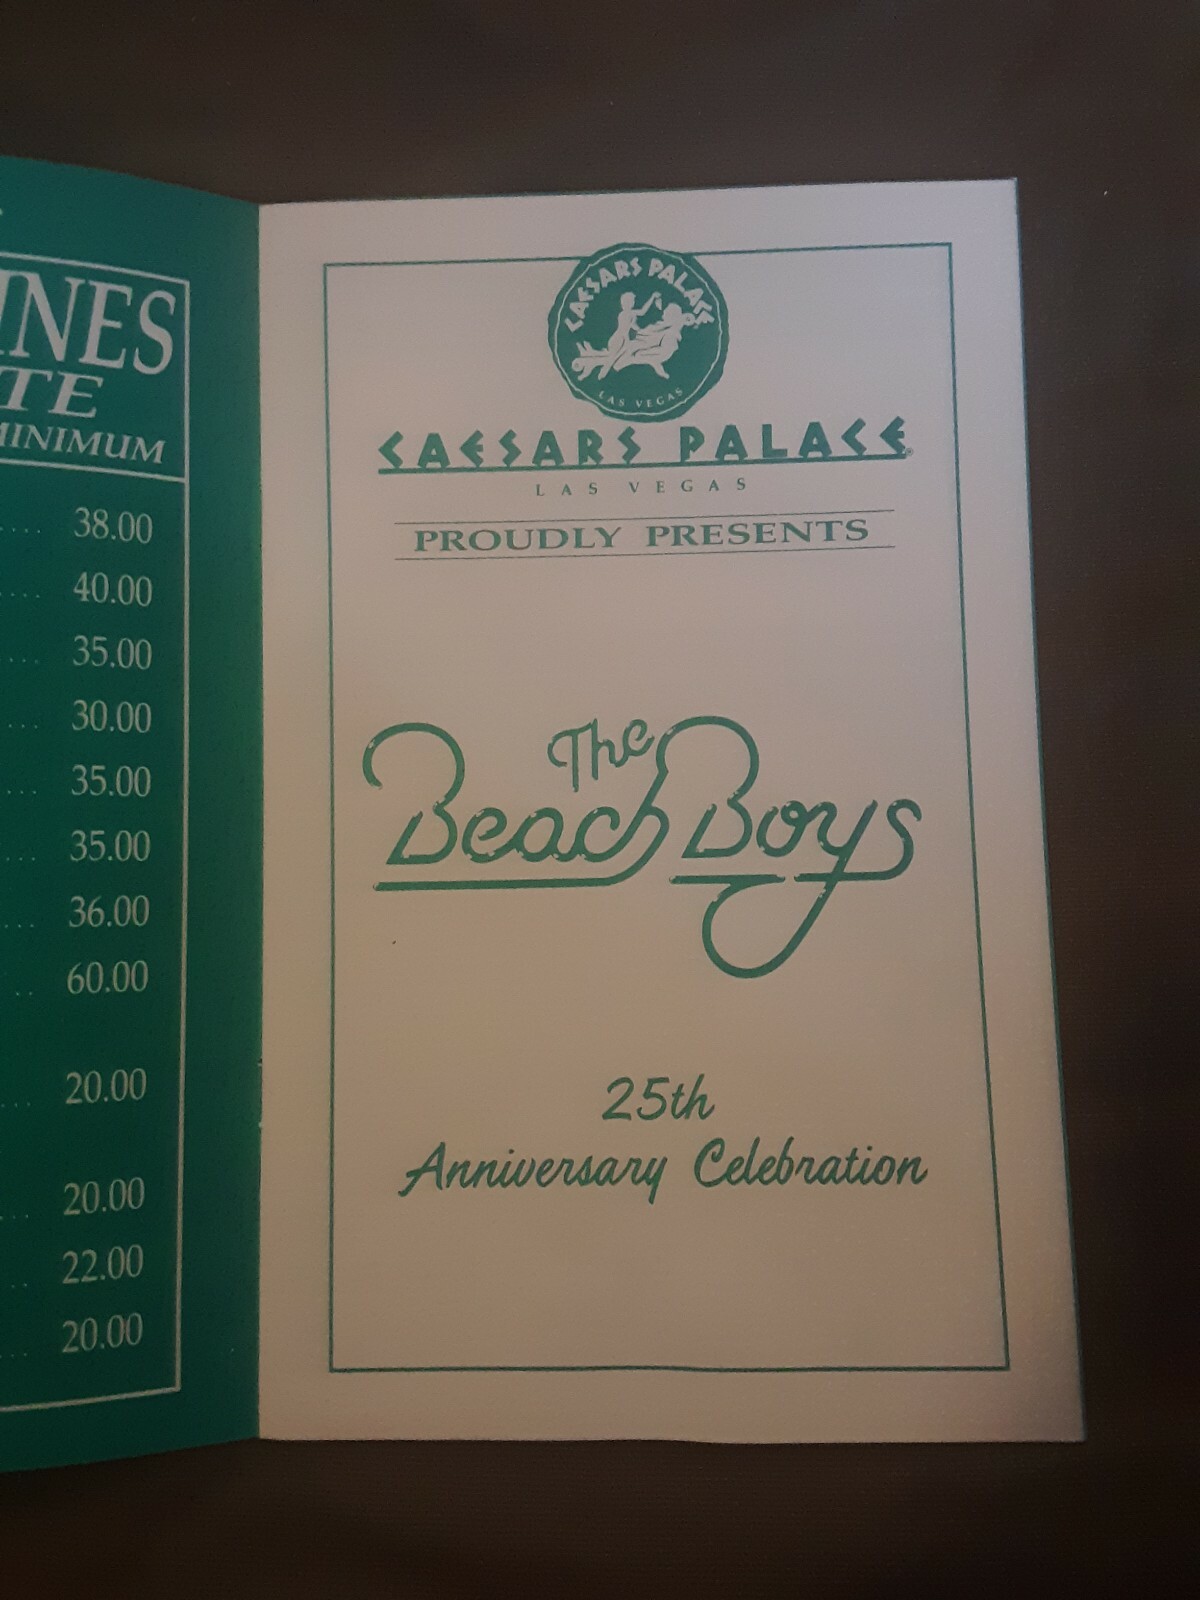 INES
TE
MINIMUM
.... 38.00
.... 40.00
... 35.00
... 30.00
... 35.00
... 35.00
... 36.00
.. 60.00
... 20.00
... 20.00
.. 22.00
... 20.00
CAESARS PALACE
LAS VEGAS
CAESARS PALACE®
LAS VEGAS
PROUDLY PRESENTS
The
Beach Boys
25th
Anniversary Celebration